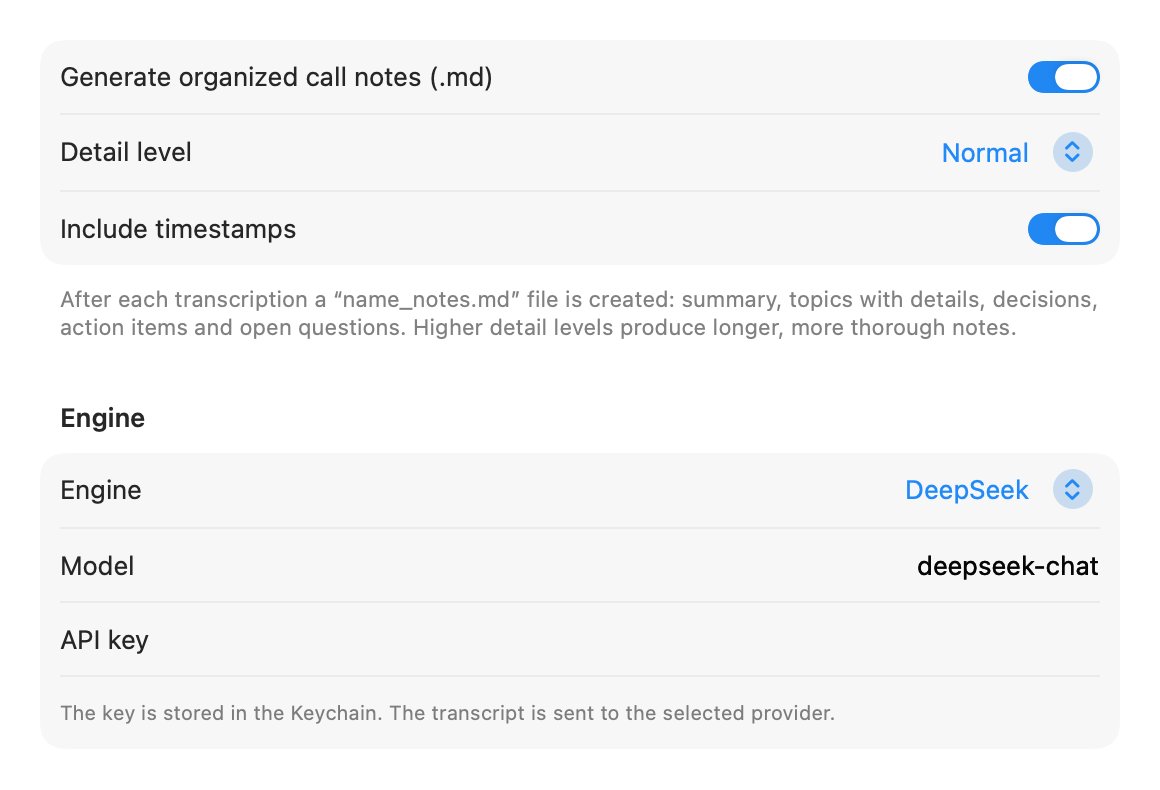 Generate organized call notes (.md)
Detail level
Normal
Include timestamps
After each transcription a “name_notes.md” file is created: summary, topics with details, decisions,
action items and open questions. Higher detail levels produce longer, more thorough notes.
Engine
Engine
DeepSeek
Model
deepseek-chat
API key
The key is stored in the Keychain. The transcript is sent to the selected provider.